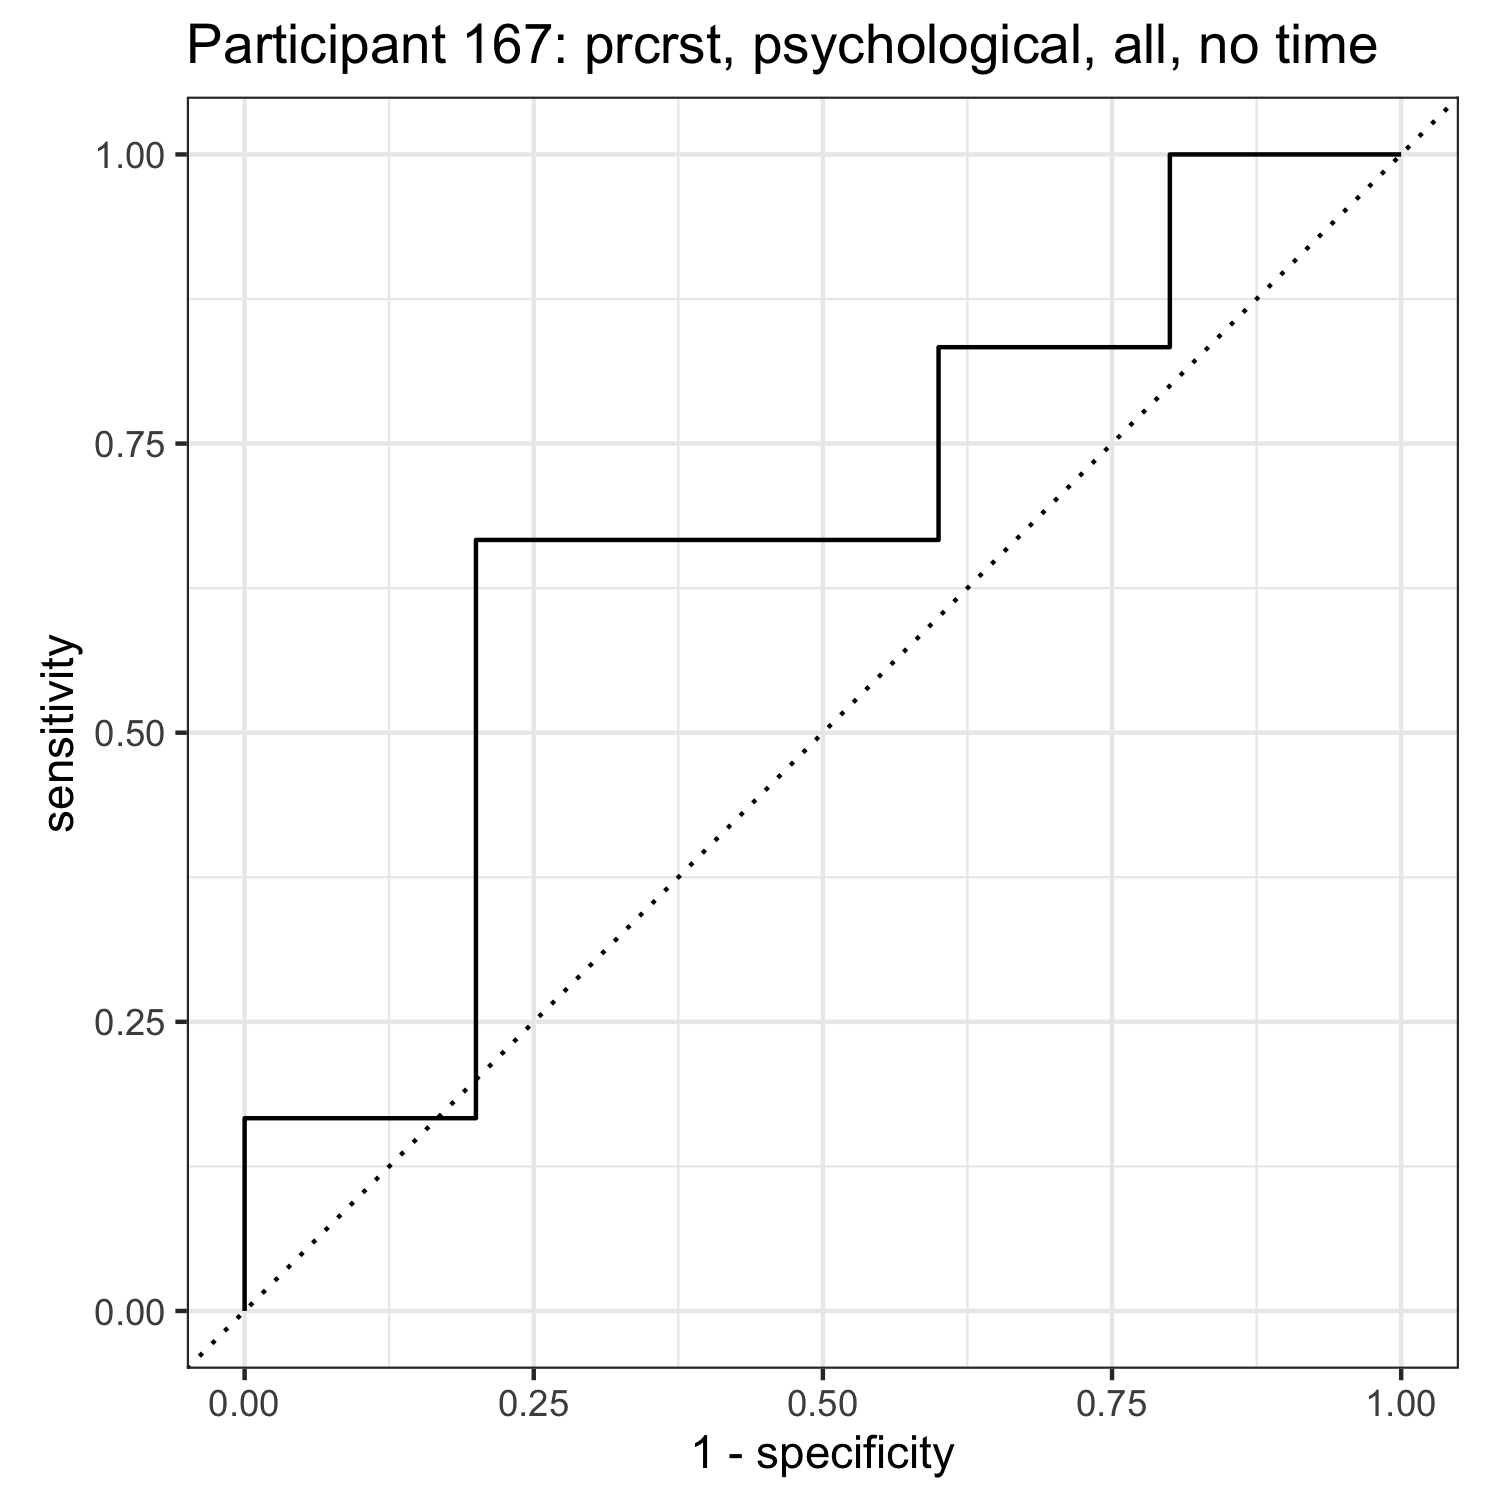 Participant 167: prcrst, psychological, all, no time
sensitivity
1.00
0.75
0.50
0.25
0.00
0.00 0.25 0.50 0.75 1.00
1 - specificity